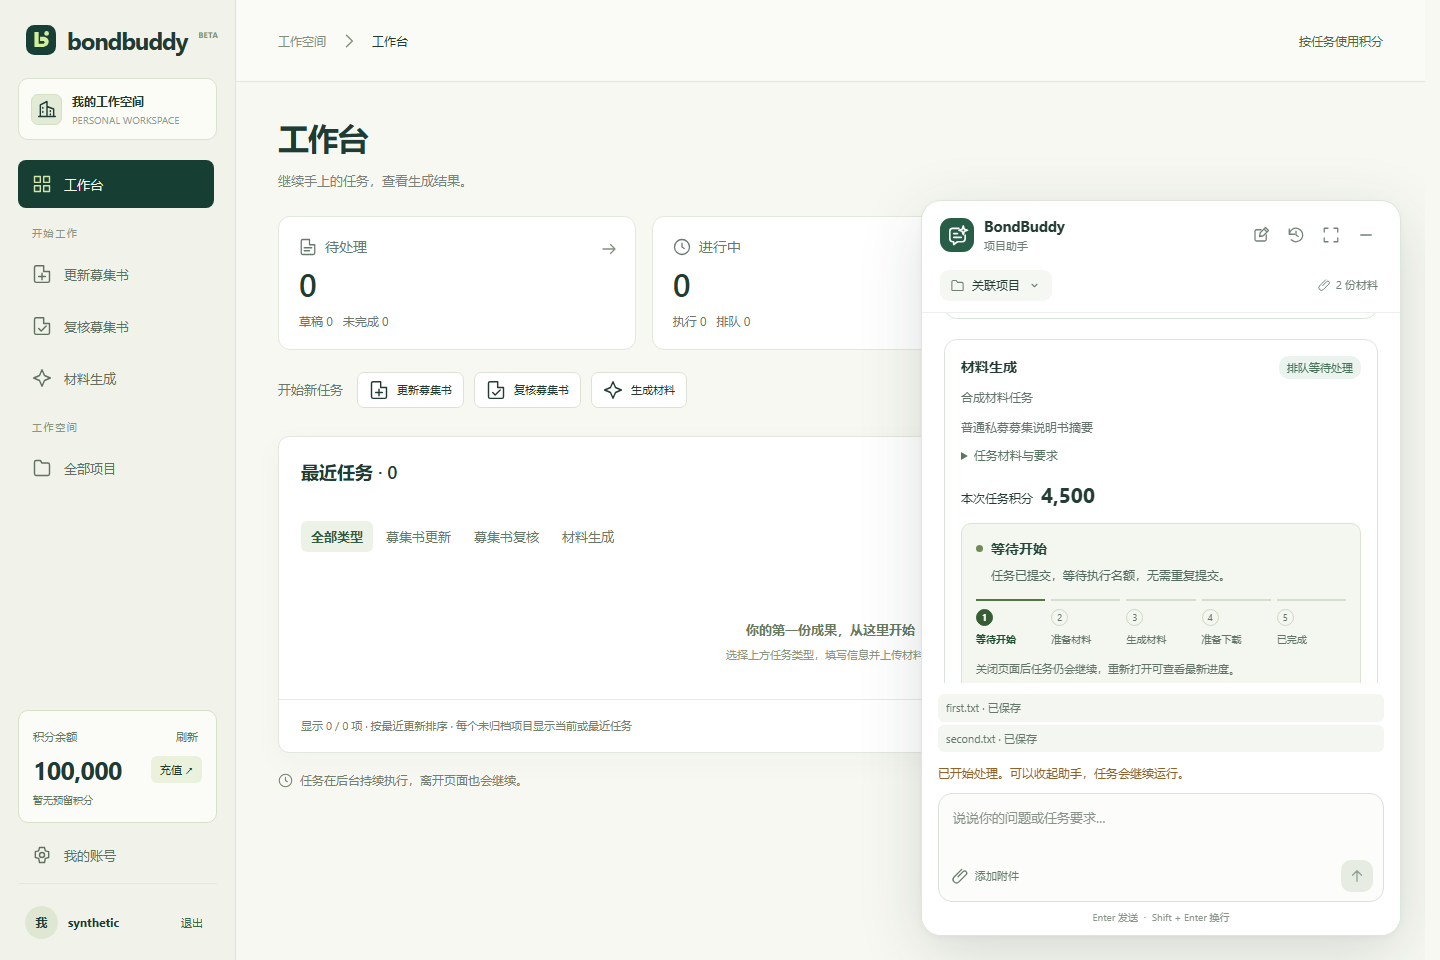 bondbuddy BETA
我的工作空间
PERSONAL WORKSPACE
工作台
开始工作
更新募集书
复核募集书
材料生成
工作空间
全部项目
积分余额 刷新
100,000 充值 ↗
暂无预留积分
我的账号
我 synthetic 退出
工作空间 > 工作台
按任务使用积分
工作台
继续手上的任务，查看生成结果。
待处理 →
0
草稿 0 未完成 0
进行中
0
执行 0 排队 0
开始新任务 更新募集书 复核募集书 生成材料
最近任务 · 0
全部类型 募集书更新 募集书复核 材料生成
你的第一份成果，从这里开始
选择上方任务类型，填写信息并上传材料
显示 0 / 0 项 · 按最近更新排序 · 每个未归档项目显示当前或最近任务
任务在后台持续执行，离开页面也会继续。
BondBuddy
项目助手
关联项目 2 份材料
材料生成 排队等待处理
合成材料任务
普通私募募集说明书摘要
▶ 任务材料与要求
本次任务积分 4,500
等待开始
任务已提交，等待执行名额，无需重复提交。
1 2 3 4 5
等待开始 准备材料 生成材料 准备下载 已完成
关闭页面后任务仍会继续，重新打开可查看最新进度。
first.txt · 已保存
second.txt · 已保存
已开始处理。可以收起助手，任务会继续运行。
说说你的问题或任务要求...
添加附件
Enter 发送 · Shift + Enter 换行